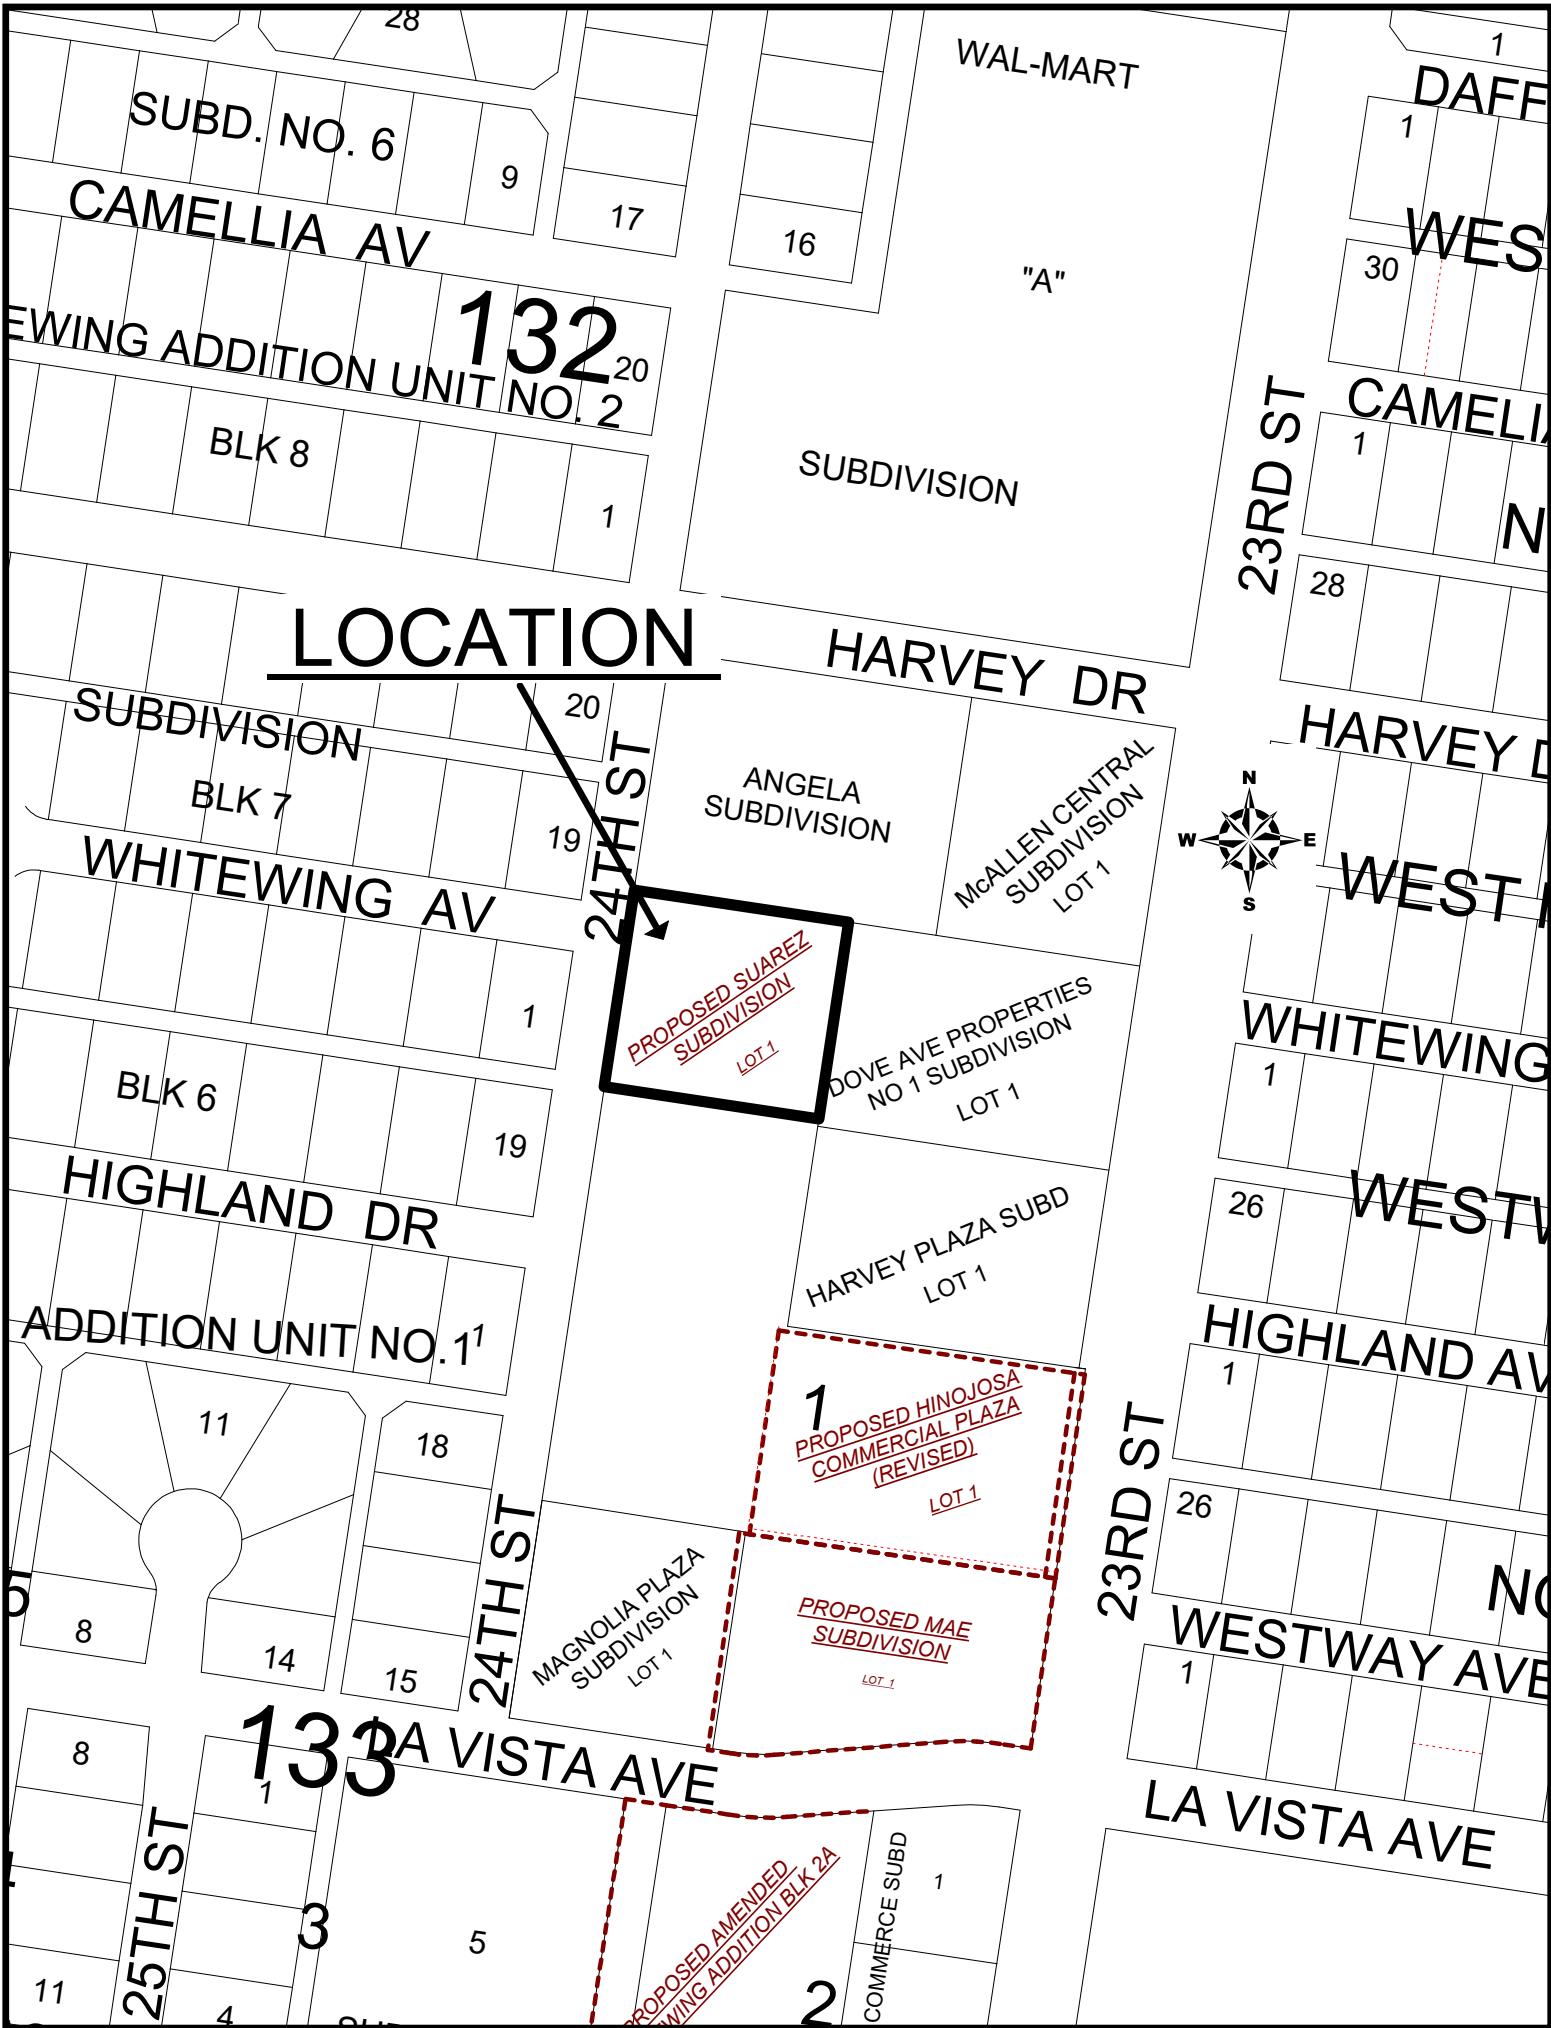 28
WAL-MART
1
DAFF
SUBD. NO. 6
9
17
16
1
CAMELLIA AV
"A"
WES
30
132
20
EWING ADDITION UNIT NO. 2
BLK 8
1
SUBDIVISION
23RD ST
CAMELIA
1
N
28
LOCATION
HARVEY DR
HARVEY D
20
SUBDIVISION
BLK 7
19
24TH ST
ANGELA
SUBDIVISION
McALLEN CENTRAL
SUBDIVISION
LOT 1
N
W
E
S
WHITEWING AV
WEST
PROPOSED SUAREZ
SUBDIVISION
LOT 1
DOVE AVE PROPERTIES
NO 1 SUBDIVISION
LOT 1
WHITEWING
1
1
BLK 6
19
HIGHLAND DR
HARVEY PLAZA SUBD
LOT 1
26
WESTW
ADDITION UNIT NO.1
1
HIGHLAND AV
1
11
18
1
PROPOSED HINOJOSA
COMMERCIAL PLAZA
(REVISED)
LOT 1
23RD ST
26
24TH ST
MAGNOLIA PLAZA
SUBDIVISION
LOT 1
PROPOSED MAE
SUBDIVISION
LOT 1
NO
WESTWAY AVE
1
5
8
14
15
133
LA VISTA AVE
LA VISTA AVE
8
1
25TH ST
3
5
11
4
PROPOSED AMENDED
WING ADDITION BLK 2A
COMMERCE SUBD
1
2